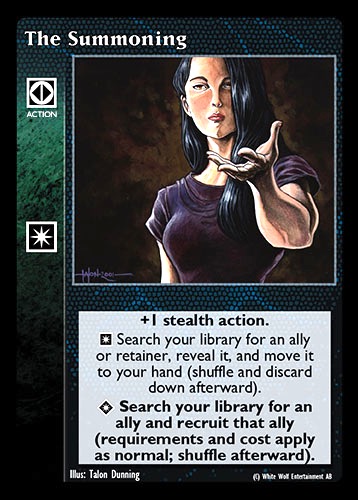 The Summoning
ACTION
TALON-2001
+1 stealth action.
Search your library for an ally
or retainer, reveal it, and move it
to your hand (shuffle and discard
down afterward).
Search your library for an
ally and recruit that ally
(requirements and cost apply
as normal; shuffle afterward).
Illus: Talon Dunning
(C) White Wolf Entertainment AB